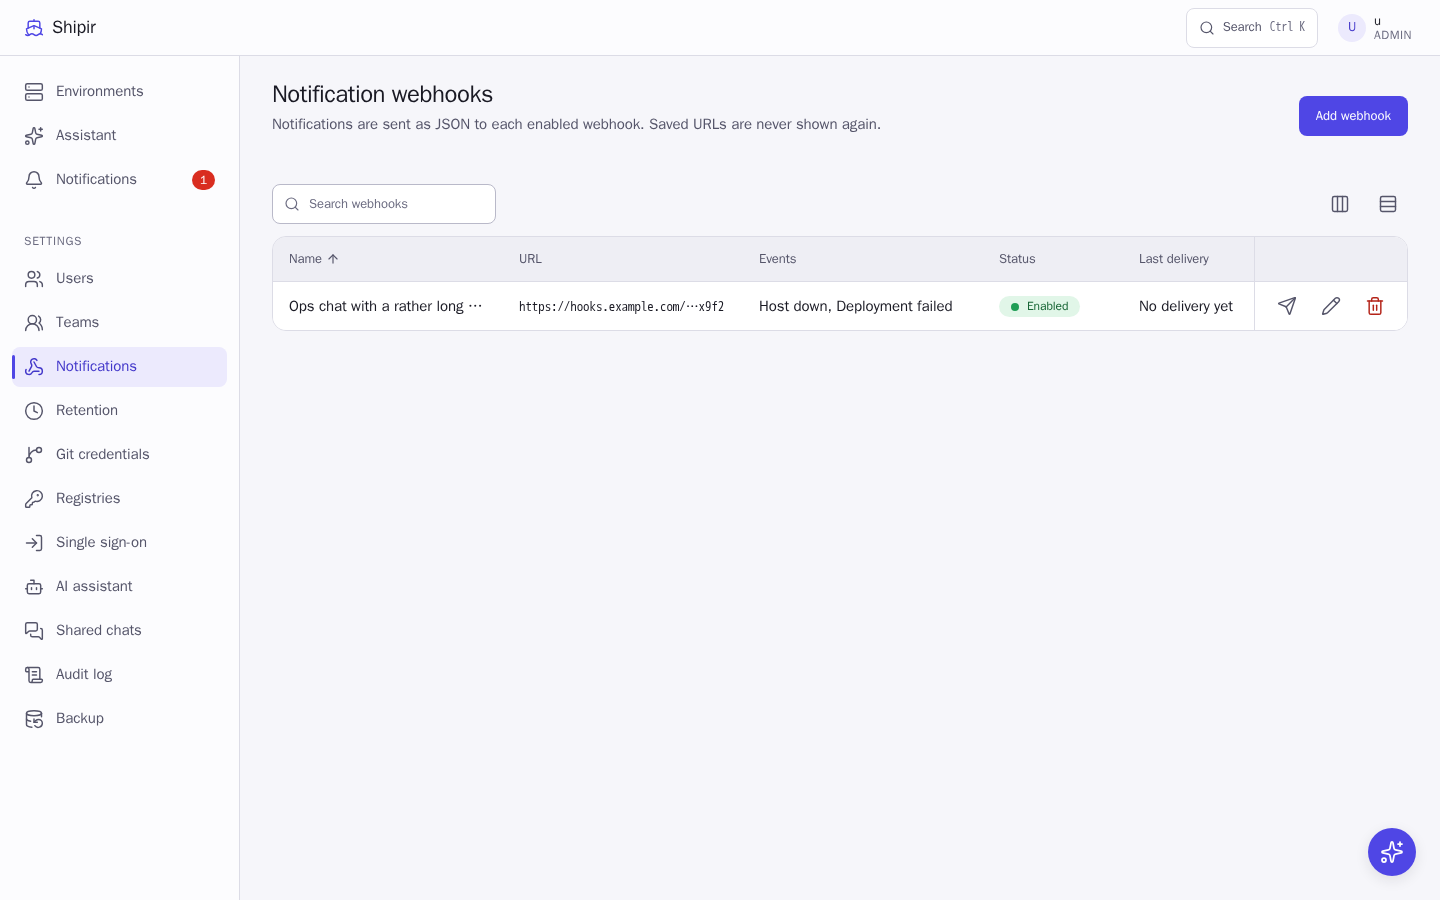 Shipir
Search Ctrl K
U
u
ADMIN
Environments
Assistant
Notifications 1
SETTINGS
Users
Teams
Notifications
Retention
Git credentials
Registries
Single sign-on
AI assistant
Shared chats
Audit log
Backup
Notification webhooks
Notifications are sent as JSON to each enabled webhook. Saved URLs are never shown again.
Add webhook
Search webhooks
Name URL Events Status Last delivery
Ops chat with a rather long ⋯ https://hooks.example.com/⋯x9f2 Host down, Deployment failed Enabled No delivery yet